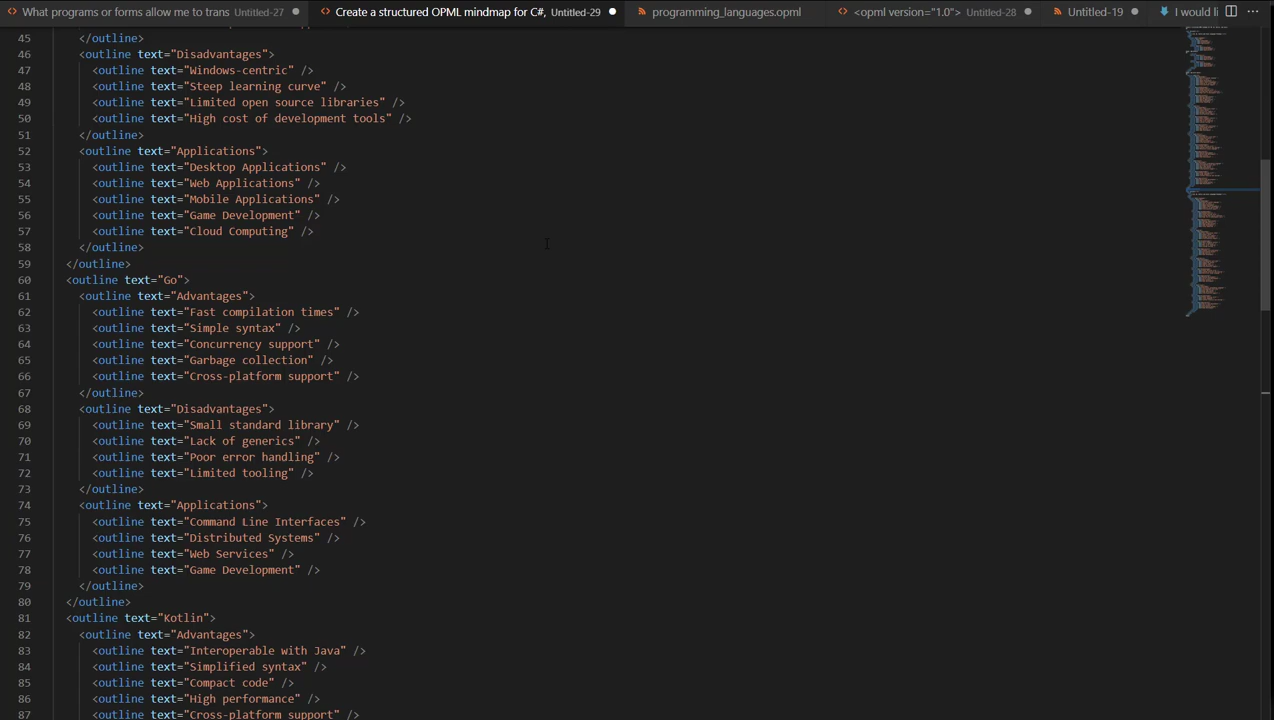 What programs or forms allow me to trans Untitled-27
Create a structured OPML mindmap for C#, Untitled-29
programming_languages.opml
<opml version="1.0"> Untitled-28
Untitled-19
I would li
45 </outline>
46 <outline text="Disadvantages">
47 <outline text="Windows-centric" />
48 <outline text="Steep learning curve" />
49 <outline text="Limited open source libraries" />
50 <outline text="High cost of development tools" />
51 </outline>
52 <outline text="Applications">
53 <outline text="Desktop Applications" />
54 <outline text="Web Applications" />
55 <outline text="Mobile Applications" />
56 <outline text="Game Development" />
57 <outline text="Cloud Computing" />
58 </outline>
59 </outline>
60 <outline text="Go">
61 <outline text="Advantages">
62 <outline text="Fast compilation times" />
63 <outline text="Simple syntax" />
64 <outline text="Concurrency support" />
65 <outline text="Garbage collection" />
66 <outline text="Cross-platform support" />
67 </outline>
68 <outline text="Disadvantages">
69 <outline text="Small standard library" />
70 <outline text="Lack of generics" />
71 <outline text="Poor error handling" />
72 <outline text="Limited tooling" />
73 </outline>
74 <outline text="Applications">
75 <outline text="Command Line Interfaces" />
76 <outline text="Distributed Systems" />
77 <outline text="Web Services" />
78 <outline text="Game Development" />
79 </outline>
80 </outline>
81 <outline text="Kotlin">
82 <outline text="Advantages">
83 <outline text="Interoperable with Java" />
84 <outline text="Simplified syntax" />
85 <outline text="Compact code" />
86 <outline text="High performance" />
87 <outline text="Cross-platform support" />